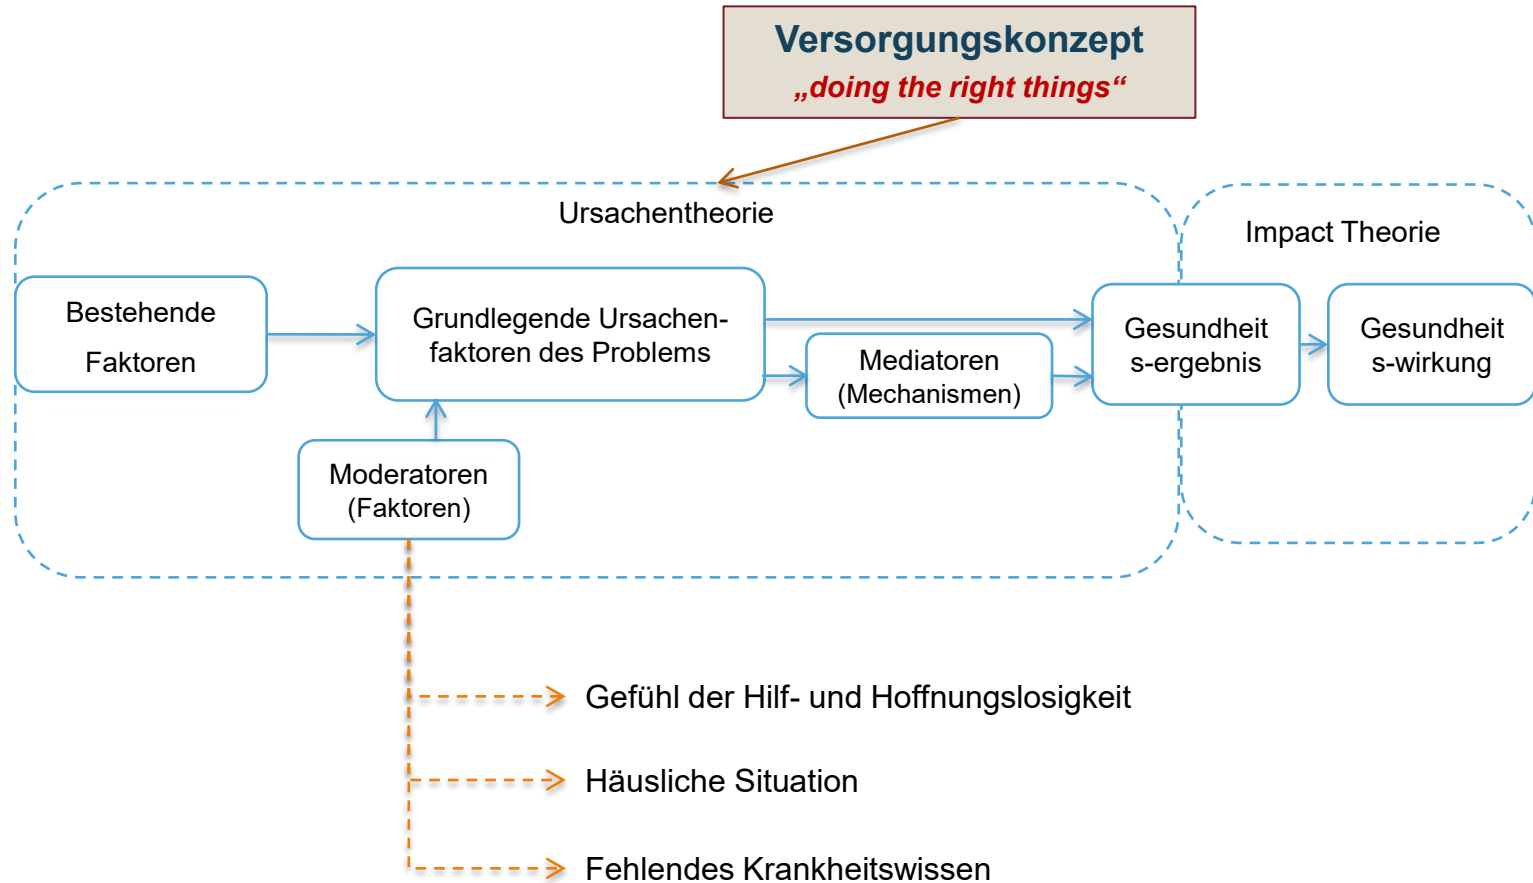 Versorgungskonzept
„doing the right things“
Ursachentheorie
Impact Theorie
Bestehende
Faktoren
Grundlegende Ursachen-
faktoren des Problems
Mediatoren
(Mechanismen)
Gesundheit
s-ergebnis
Gesundheit
s-wirkung
Moderatoren
(Faktoren)
Gefühl der Hilf- und Hoffnungslosigkeit
Häusliche Situation
Fehlendes Krankheitswissen